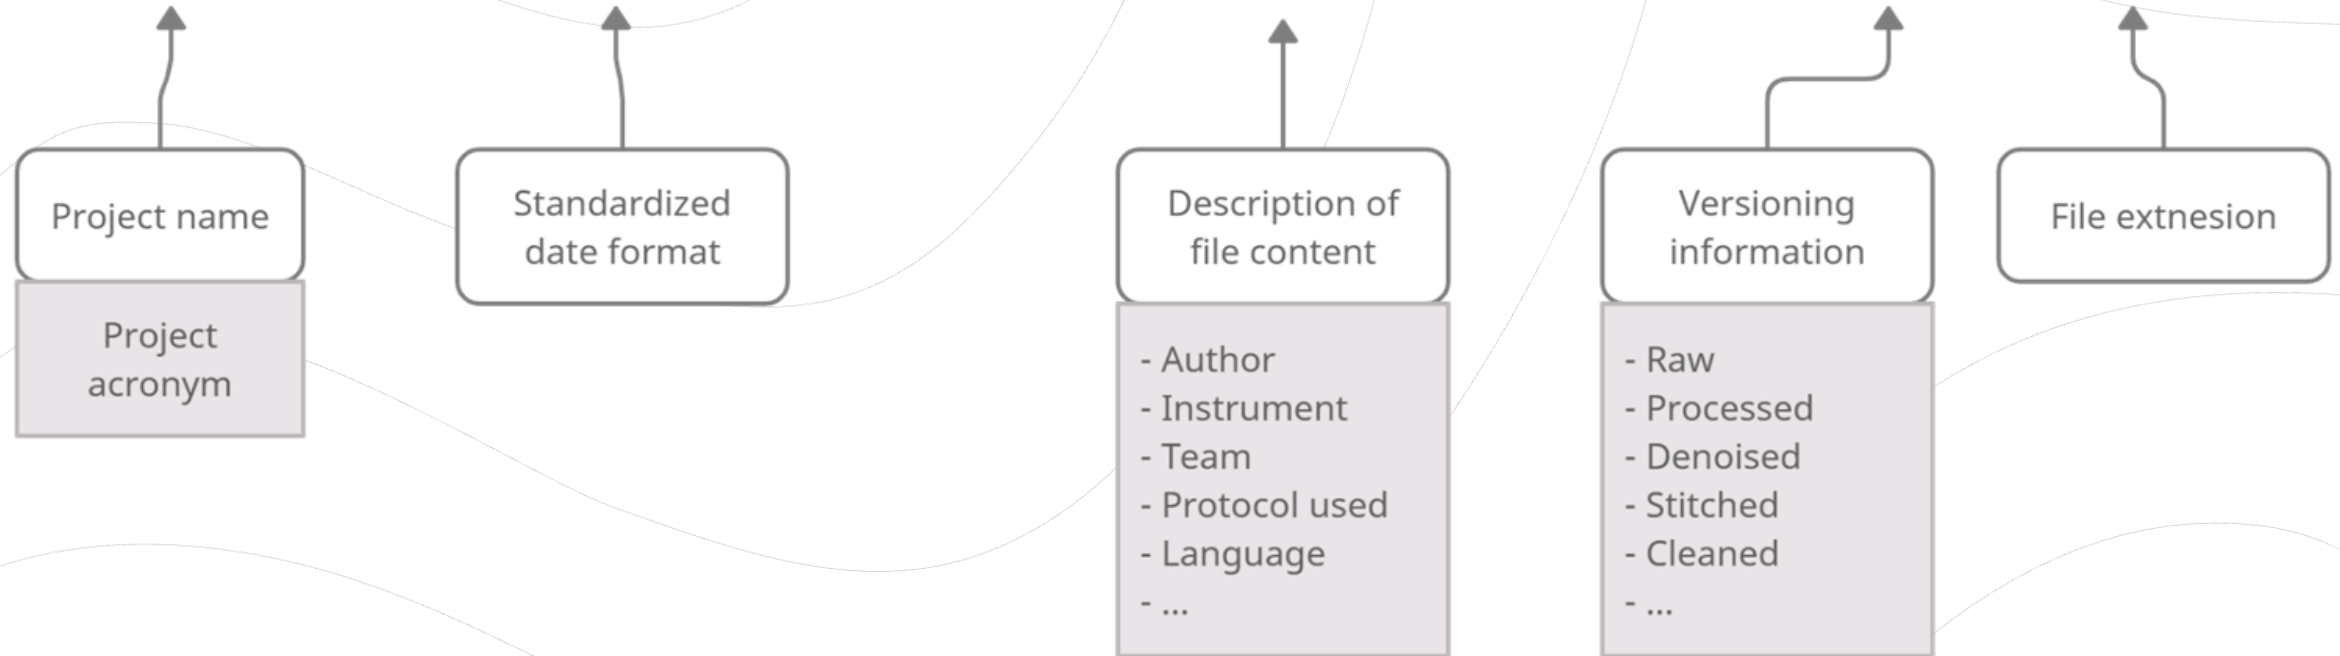 Project name
Project
acronym
Standardized
date format
Description of
file content
- Author
- Instrument
- Team
- Protocol used
- Language
- ...
Versioning
information
- Raw
- Processed
- Denoised
- Stitched
- Cleaned
- ...
File extnesion